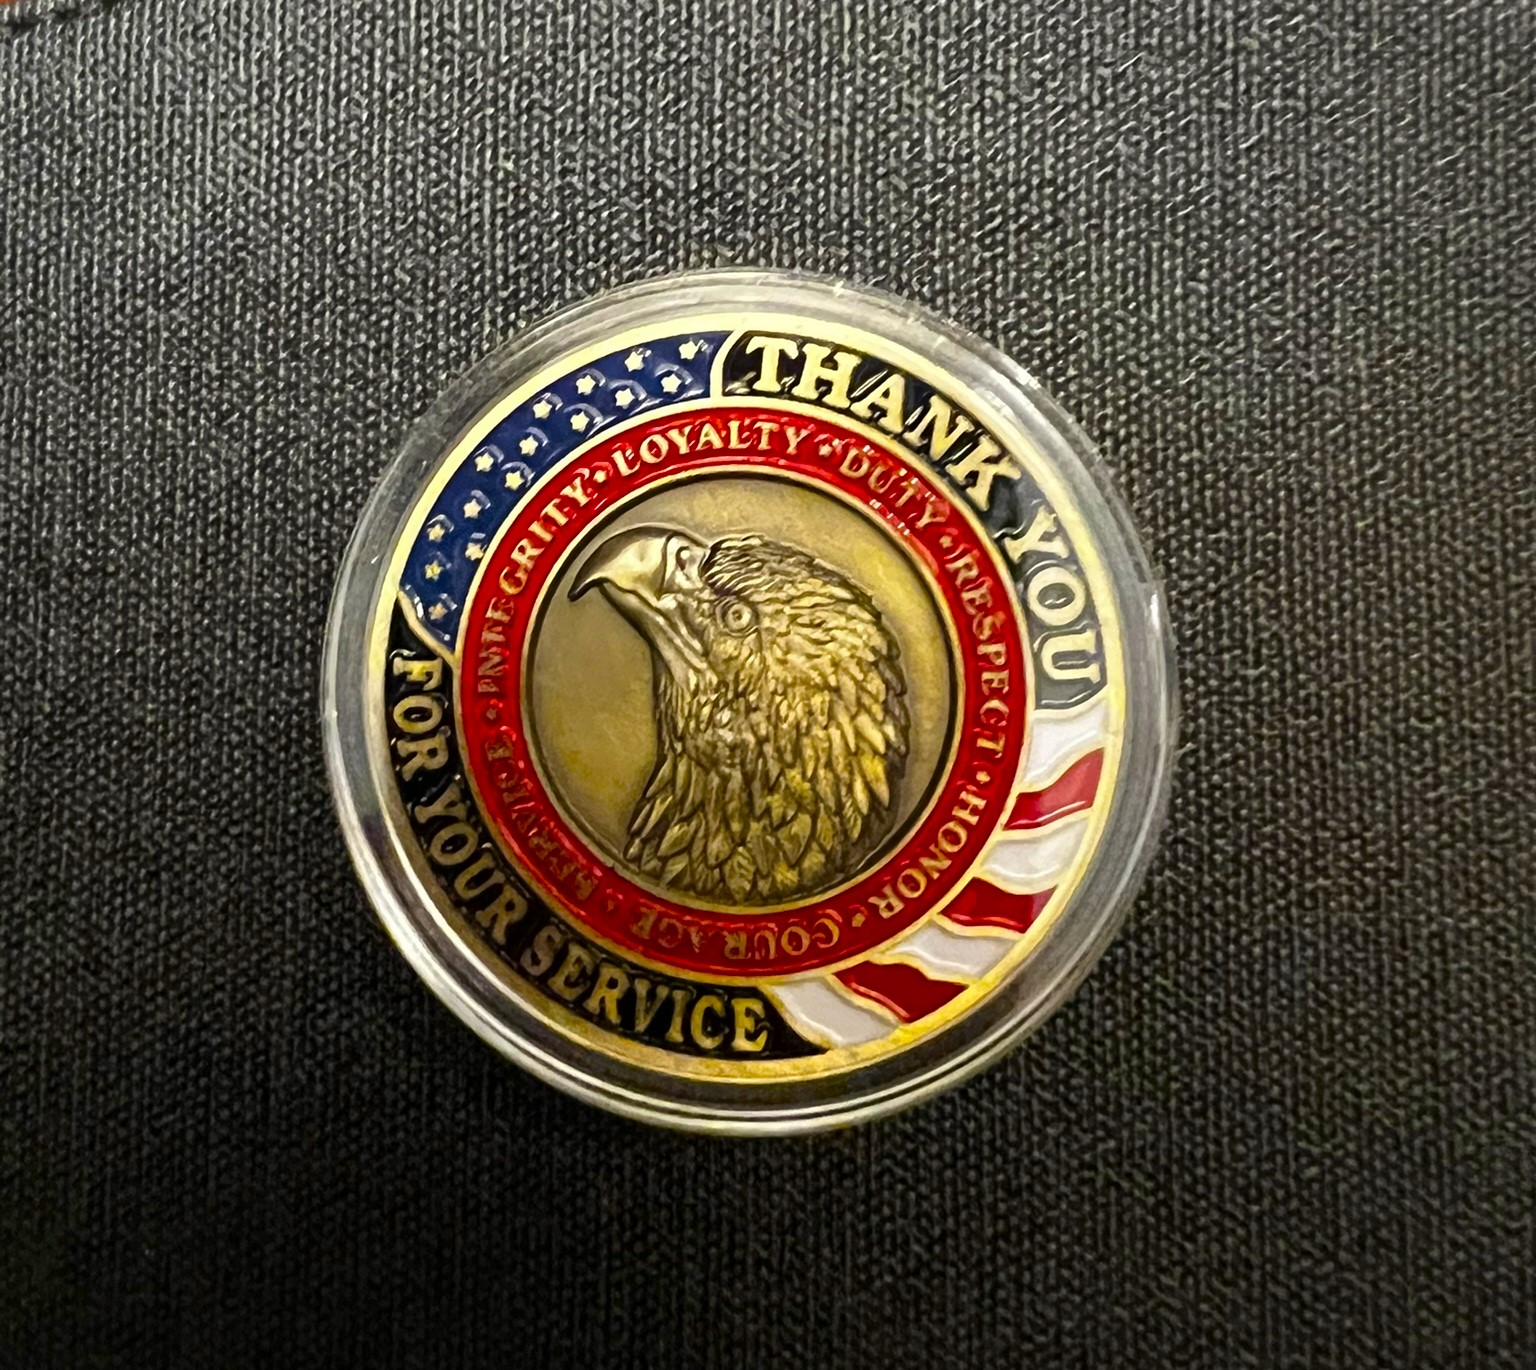 THANK YOU
FOR YOUR SERVICE
INTEGRITY • LOYALTY • DUTY • RESPECT • HONOR • COURAGE • SERVICE •